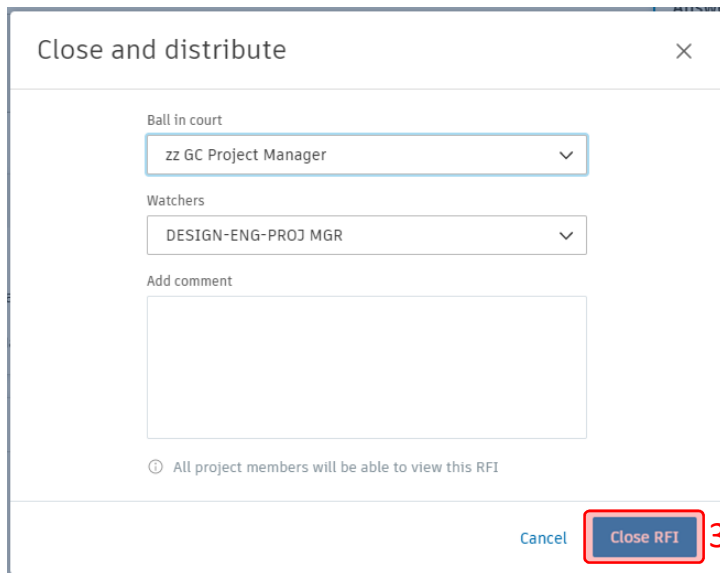 Close and distribute
Ball in court
zz GC Project Manager
Watchers
DESIGN-ENG-PROJ MGR
Add comment
All project members will be able to view this RFI
Cancel
Close RFI
3